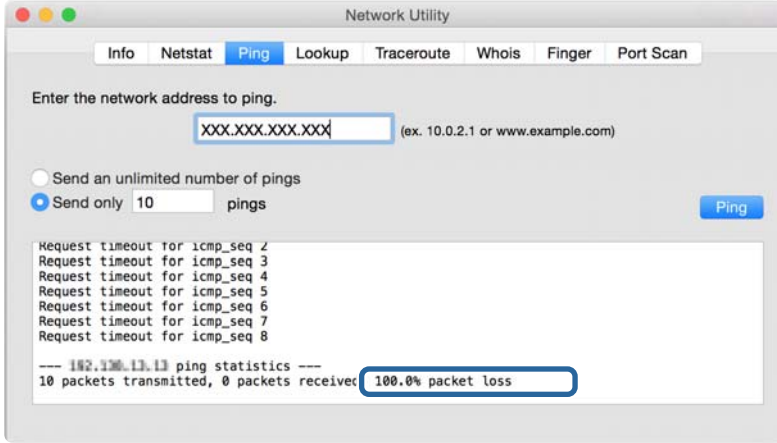 Network Utility
Info Netstat Ping Lookup Traceroute Whois Finger Port Scan
Enter the network address to ping.
XXX.XXX.XXX.XXX (ex. 10.0.2.1 or www.example.com)
Send an unlimited number of pings
Send only 10 pings
Ping
Request timeout for icmp_seq 2
Request timeout for icmp_seq 3
Request timeout for icmp_seq 4
Request timeout for icmp_seq 5
Request timeout for icmp_seq 6
Request timeout for icmp_seq 7
Request timeout for icmp_seq 8
--- ping statistics ---
10 packets transmitted, 0 packets received 100.0% packet loss